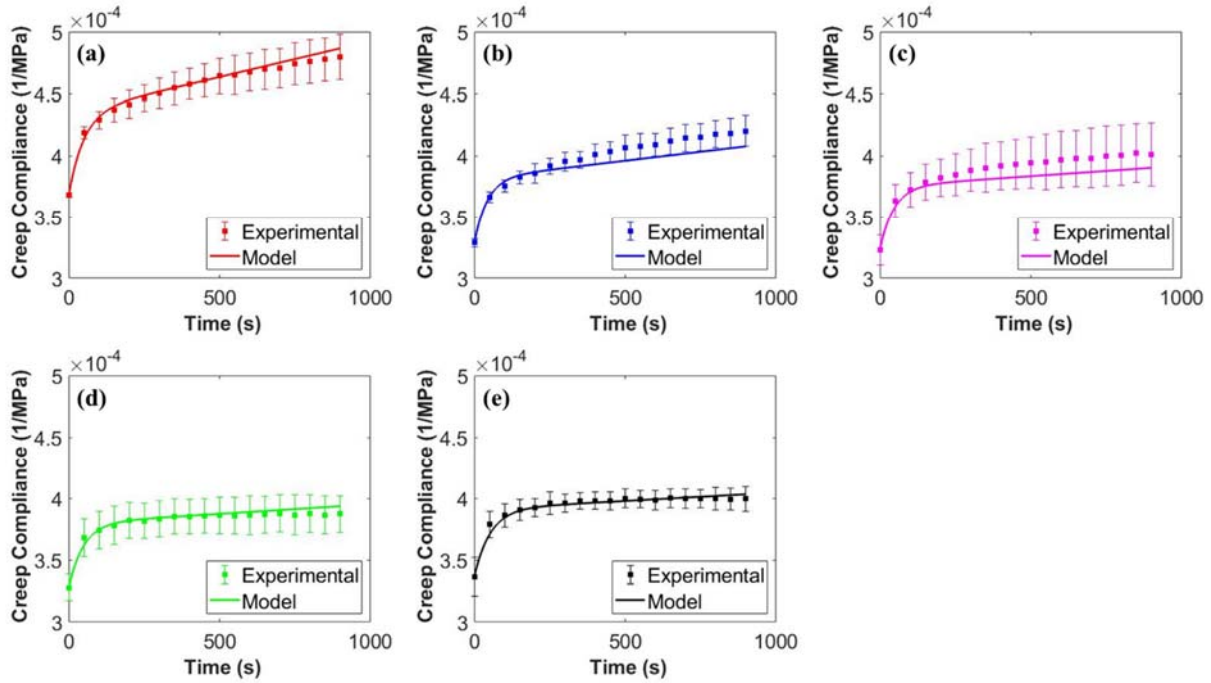 ×10⁻⁴
(a)
5
4.5
4
3.5
3
Creep Compliance (1/MPa)
Experimental
Model
0
500
1000
Time (s)
×10⁻⁴
(b)
5
4.5
4
3.5
3
Creep Compliance (1/MPa)
Experimental
Model
0
500
1000
Time (s)
×10⁻⁴
(c)
5
4.5
4
3.5
3
Creep Compliance (1/MPa)
Experimental
Model
0
500
1000
Time (s)
×10⁻⁴
(d)
5
4.5
4
3.5
3
Creep Compliance (1/MPa)
Experimental
Model
0
500
1000
Time (s)
×10⁻⁴
(e)
5
4.5
4
3.5
3
Creep Compliance (1/MPa)
Experimental
Model
0
500
1000
Time (s)